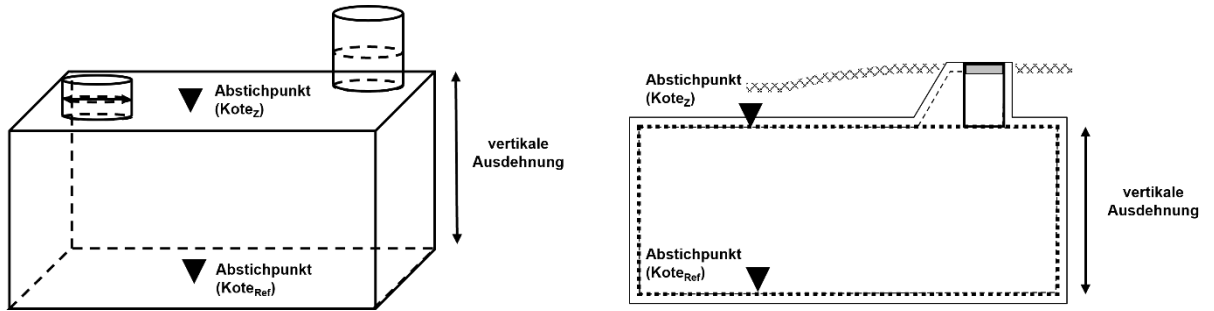 Abstichpunkt
(Kote_Z)
vertikale
Ausdehnung
Abstichpunkt
(Kote_Ref)
Abstichpunkt
(Kote_Z)
vertikale
Ausdehnung
Abstichpunkt
(Kote_Ref)